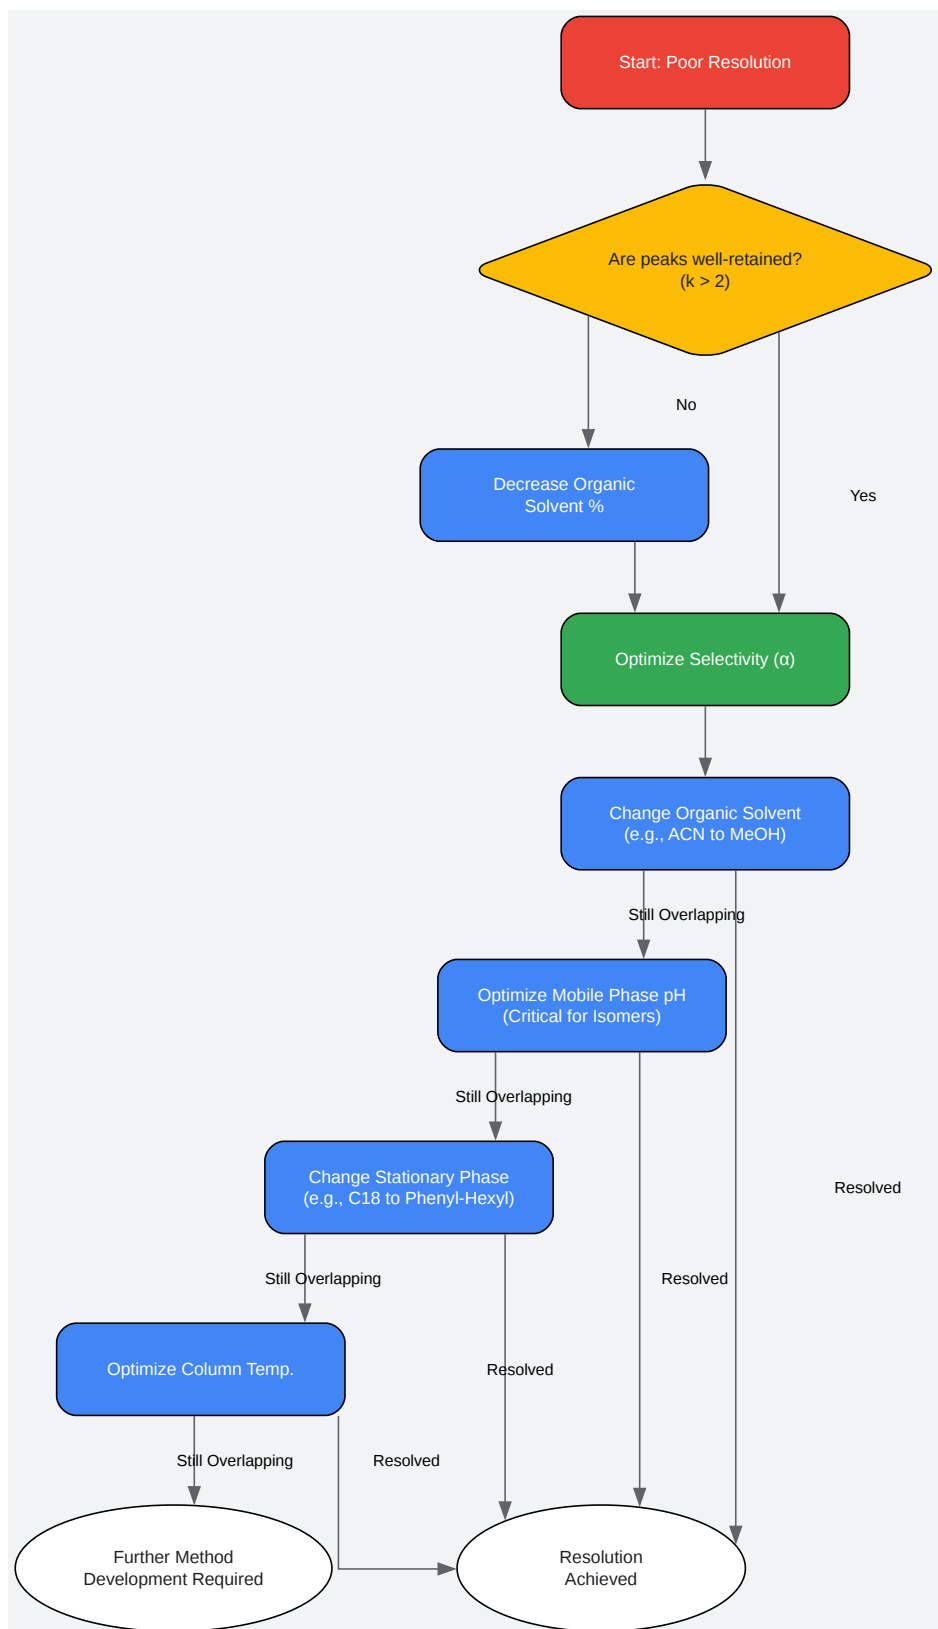 Start: Poor Resolution
Are peaks well-retained?
(k > 2)
No
Decrease Organic
Solvent %
Yes
Optimize Selectivity (α)
Change Organic Solvent
(e.g., ACN to MeOH)
Still Overlapping
Optimize Mobile Phase pH
(Critical for Isomers)
Still Overlapping
Change Stationary Phase
(e.g., C18 to Phenyl-Hexyl)
Resolved
Still Overlapping
Resolved
Optimize Column Temp.
Resolved
Still Overlapping
Resolved
Further Method
Development Required
Resolution
Achieved